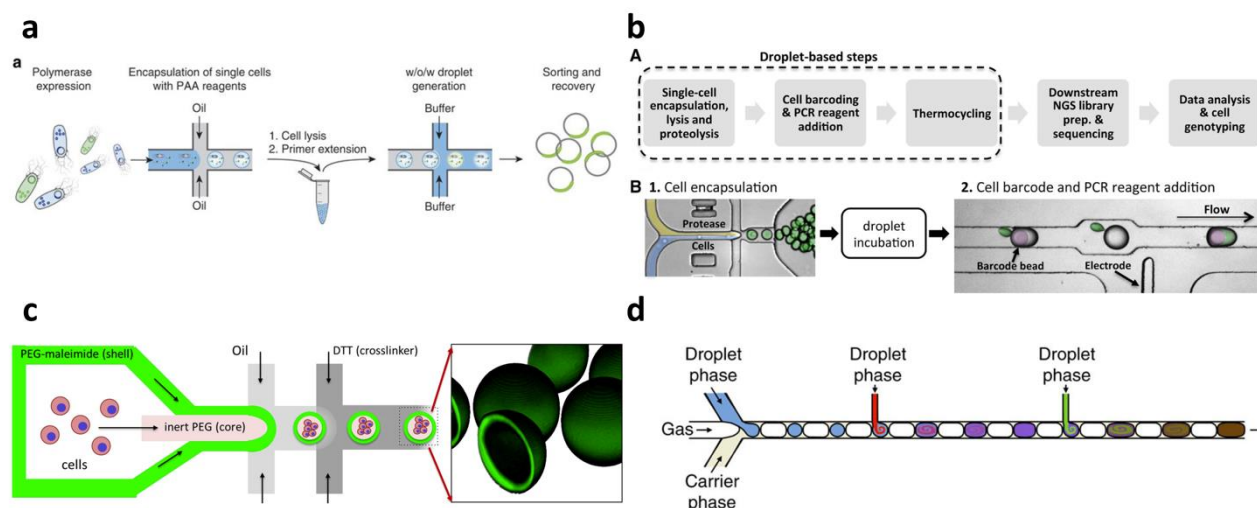 a
a
Polymerase
expression
Encapsulation of single cells
with PAA reagents
Oil
Oil
1. Cell lysis
2. Primer extension
w/o/w droplet
generation
Buffer
Buffer
Sorting and
recovery
b
A
Droplet-based steps
Single-cell
encapsulation,
lysis and
proteolysis
Cell barcoding
& PCR reagent
addition
Thermocycling
Downstream
NGS library
prep. &
sequencing
Data analysis
& cell
genotyping
B
1. Cell encapsulation
Protease
Cells
droplet
incubation
2. Cell barcode and PCR reagent addition
Flow
Barcode bead
Electrode
c
PEG-maleimide (shell)
Oil
DTT (crosslinker)
inert PEG (core)
cells
d
Droplet
phase
Droplet
phase
Droplet
phase
Gas
Carrier
phase